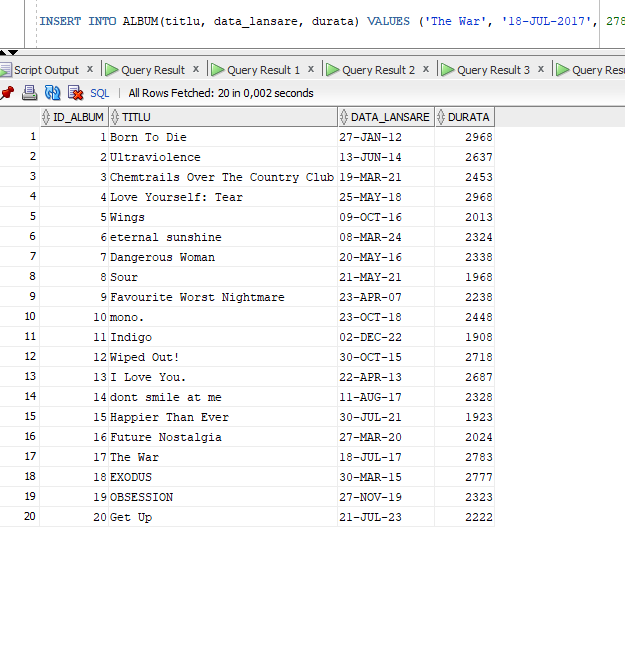 INSERT INTO ALBUM(titlu, data_lansare, durata) VALUES ('The War', '18-JUL-2017', 278
Script Output x Query Result x Query Result 1 x Query Result 2 x Query Result 3 x Query Resu
SQL | All Rows Fetched: 20 in 0,002 seconds
ID_ALBUM TITLU DATA_LANSARE DURATA
1 1 Born To Die 27-JAN-12 2968
2 2 Ultraviolence 13-JUN-14 2637
3 3 Chemtrails Over The Country Club 19-MAR-21 2453
4 4 Love Yourself: Tear 25-MAY-18 2968
5 5 Wings 09-OCT-16 2013
6 6 eternal sunshine 08-MAR-24 2324
7 7 Dangerous Woman 20-MAY-16 2338
8 8 Sour 21-MAY-21 1968
9 9 Favourite Worst Nightmare 23-APR-07 2238
10 10 mono. 23-OCT-18 2448
11 11 Indigo 02-DEC-22 1908
12 12 Wiped Out! 30-OCT-15 2718
13 13 I Love You. 22-APR-13 2687
14 14 dont smile at me 11-AUG-17 2328
15 15 Happier Than Ever 30-JUL-21 1923
16 16 Future Nostalgia 27-MAR-20 2024
17 17 The War 18-JUL-17 2783
18 18 EXODUS 30-MAR-15 2777
19 19 OBSESSION 27-NOV-19 2323
20 20 Get Up 21-JUL-23 2222